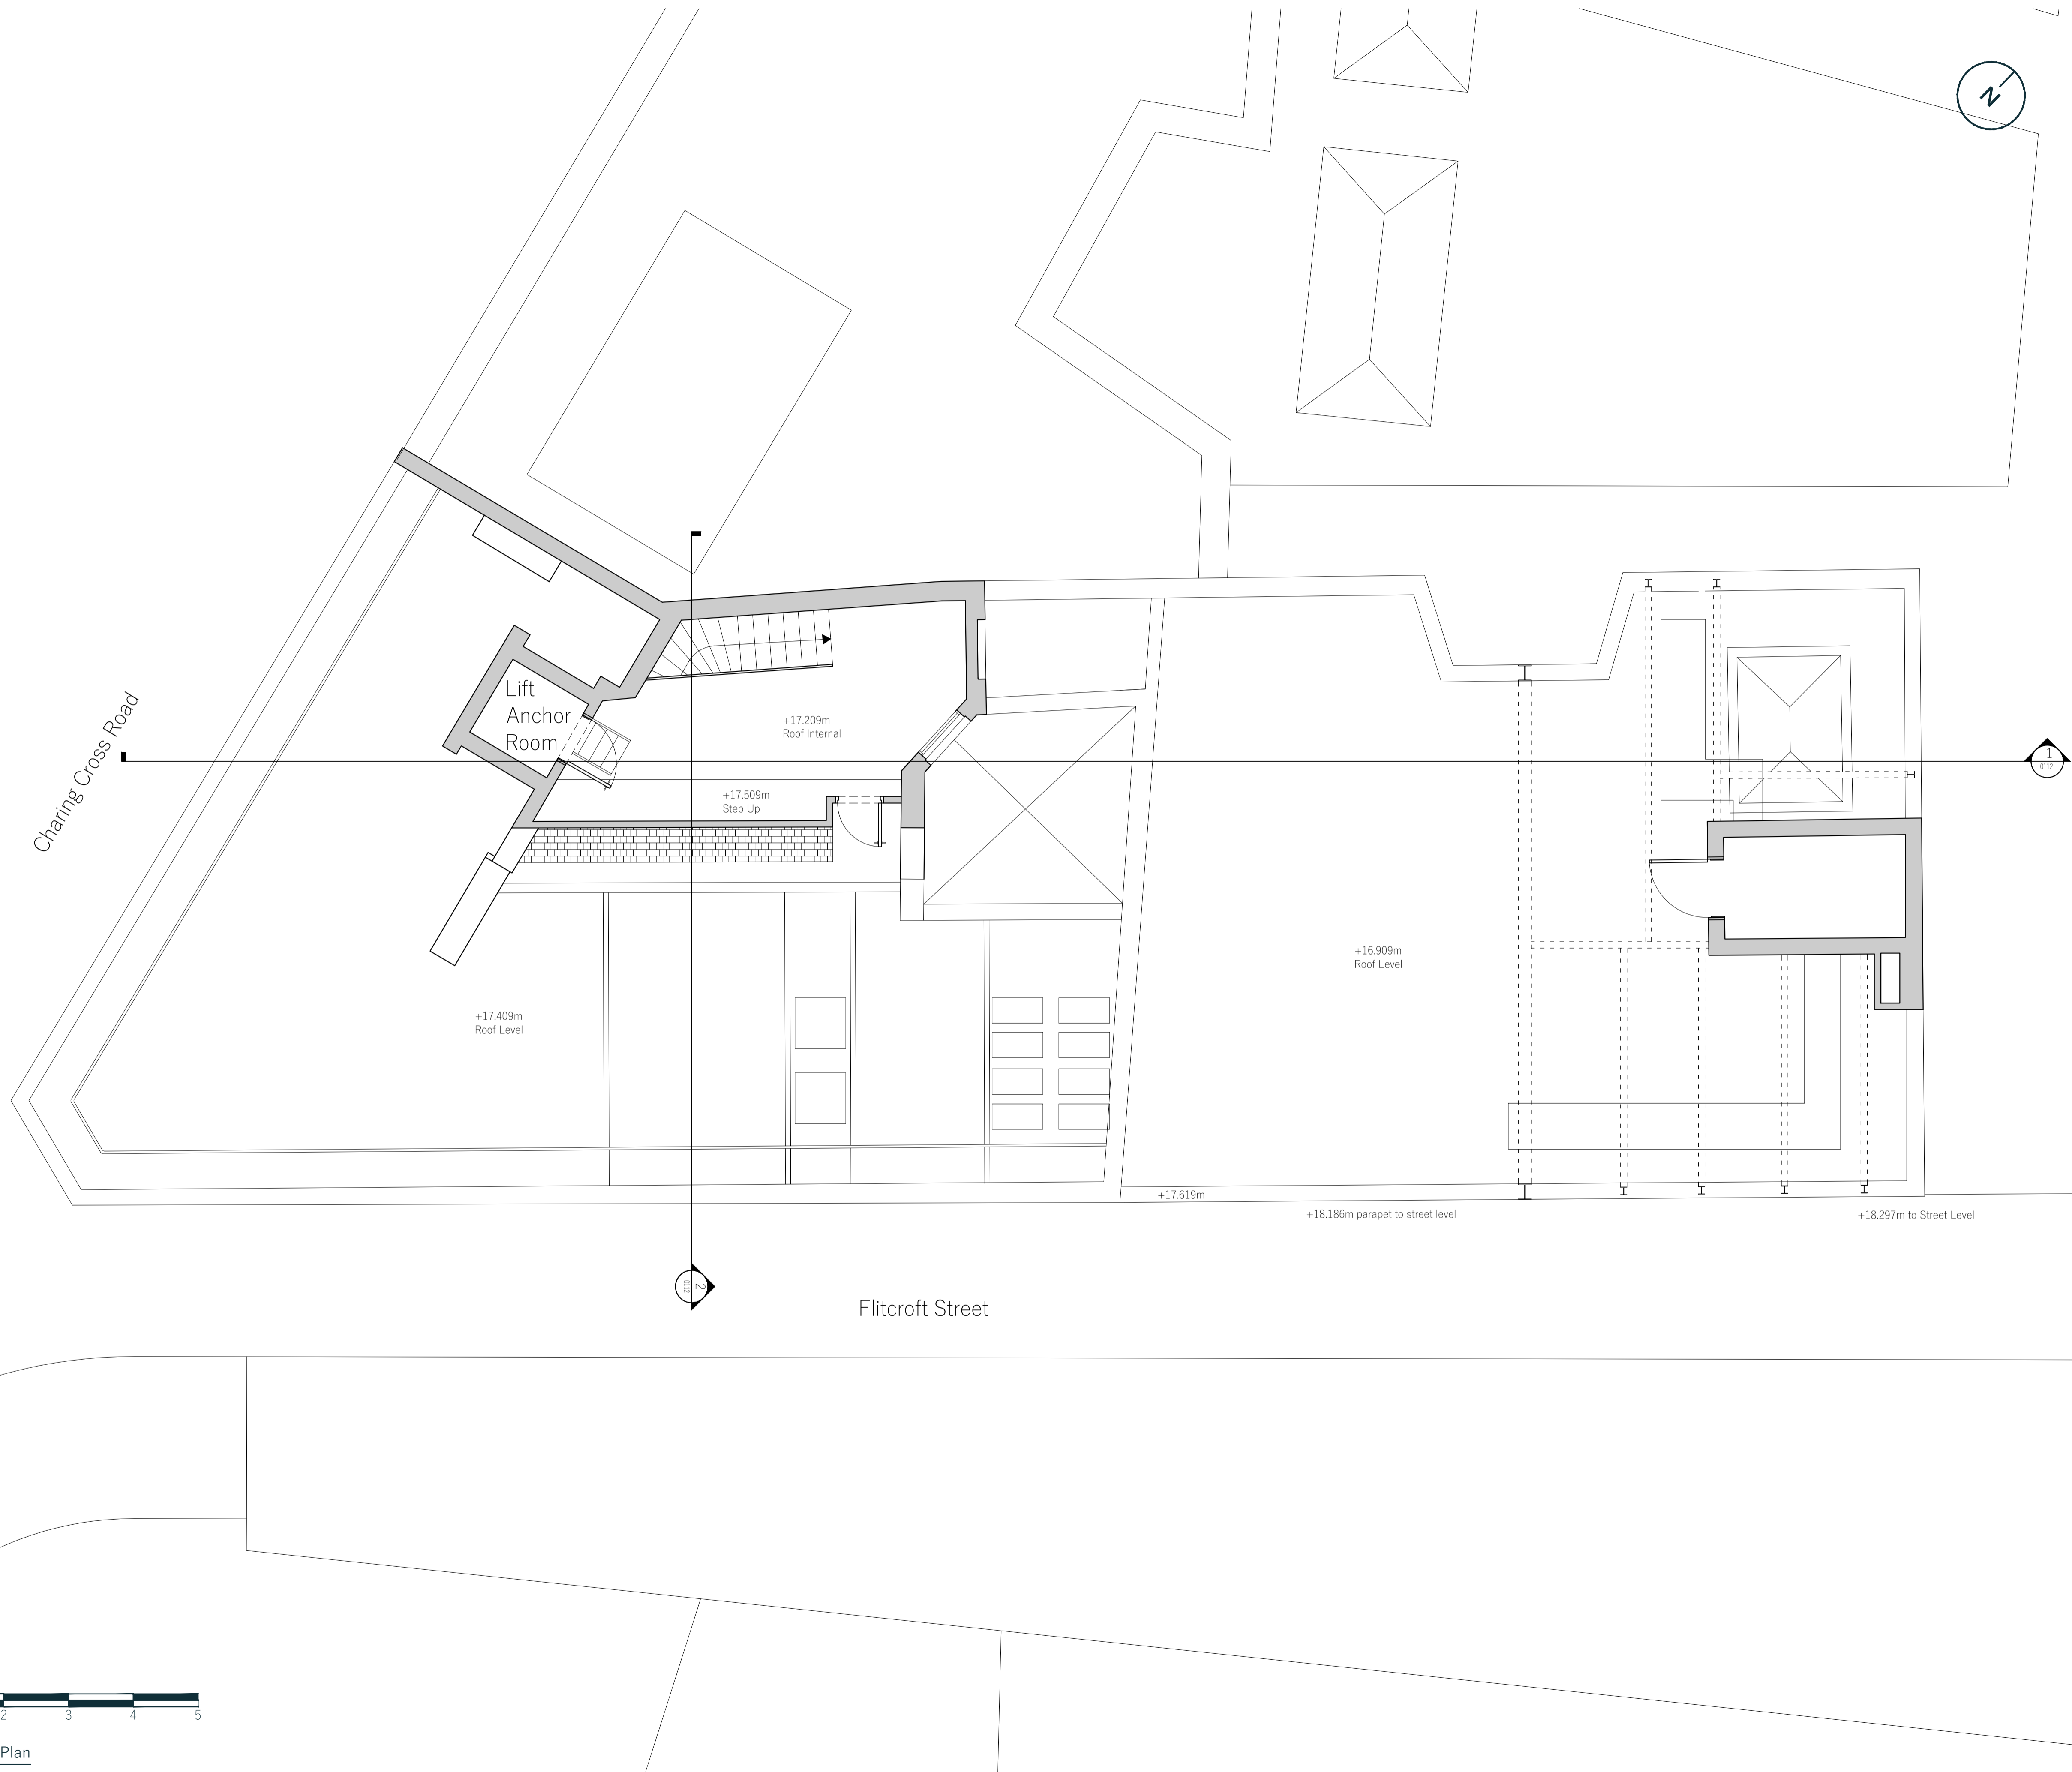 N
Charing Cross Road
Lift
Anchor
Room
+17.209m
Roof Internal
+17.509m
Step Up
1
0112
+16.909m
Roof Level
+17.409m
Roof Level
+17.619m
+18.186m parapet to street level
+18.297m to Street Level
2
0112
Flitcroft Street
2 3 4 5
Plan